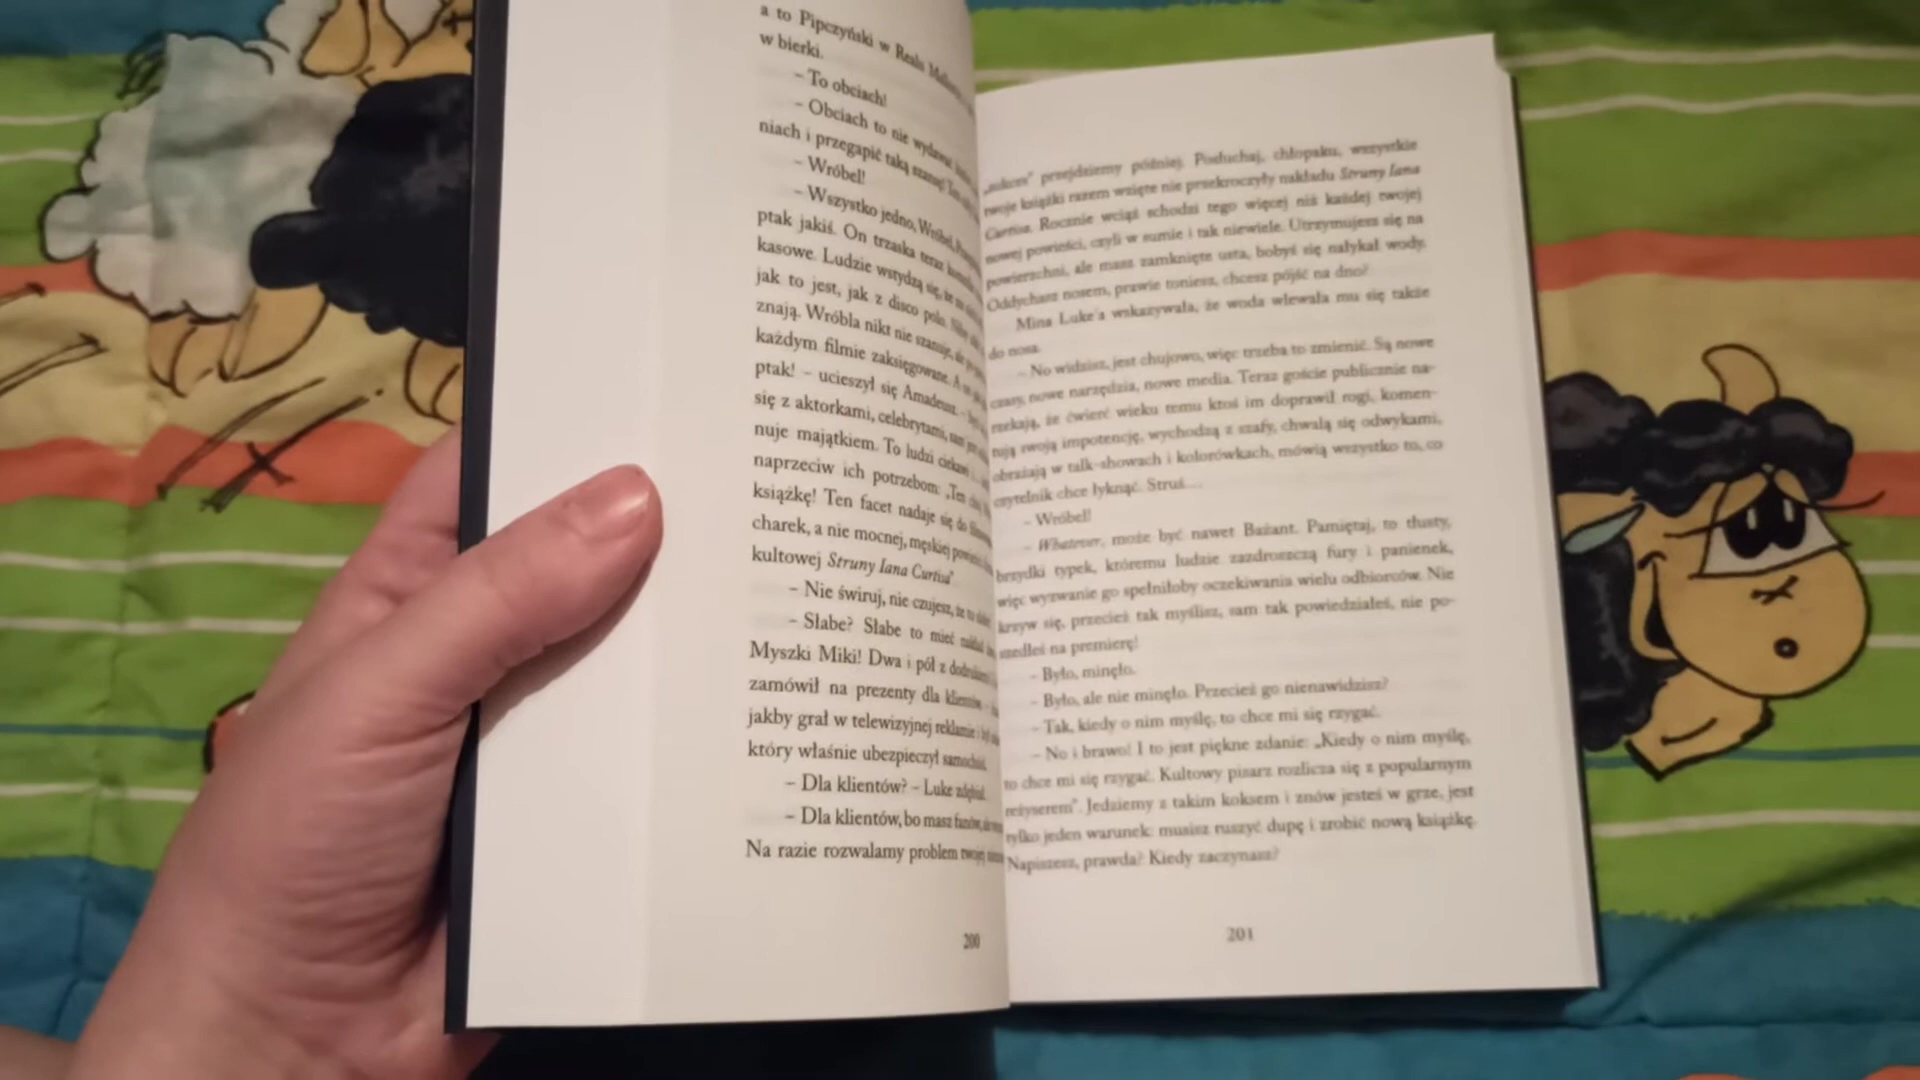 a to Pipczyński w Realu
w bierki.
– To obciach!
– Obciach to nie
niach i przegapić taką
– Wróbel!
– Wszystko jedno, Wróbel,
ptak jakiś. On trzaska teraz
kasowe. Ludzie wstydzą się, że
jak to jest, jak z disco polo.
znają. Wróbla nikt nie szanuje,
każdym filmie zaksięgowane. A
ptak! – ucieszył się Amadeusz. –
się z aktorkami, celebrytami, sam
nuje majątkiem. To ludzi ciekawi
naprzeciw ich potrzebom: „Ten
książkę! Ten facet nadaje się do
charek, a nie mocnej, męskiej
kultowej Struny Iana Curtisa”
– Nie świruj, nie czujesz, że to
– Słabe? Słabe to mieć nakład
Myszki Miki! Dwa i pół z
zamówił na prezenty dla klientów –
jakby grał w telewizyjnej reklamie i
który właśnie ubezpieczył samochód.
– Dla klientów? – Luke
– Dla klientów, bo masz fanów,
Na razie rozwalamy problem twojej
200
przejdziemy później. Posłuchaj, chłopaku, wszystkie
twoje książki razem wzięte nie przekroczyły nakładu Struny Iana
Curtisa. Rocznie wciąż schodzi tego więcej niż każdej twojej
nowej powieści, czyli w sumie i tak niewiele. Utrzymujesz się na
powierzchni, ale masz zamknięte usta, bobyś się nałykał wody.
Oddychasz nosem, prawie toniesz, chcesz pójść na dno?
Mina Luke'a wskazywała, że woda wlewała mu się także
do nosa.
– No widzisz, jest chujowo, więc trzeba to zmienić. Są nowe
czasy, nowe narzędzia, nowe media. Teraz goście publicznie na-
rzekają, że ćwierć wieku temu ktoś im doprawił rogi, komen-
tują swoją impotencję, wychodzą z szafy, chwalą się odwykami,
obrażają w talk-showach i kolorówkach, mówią wszystko to, co
czytelnik chce łyknąć. Struś…
– Wróbel!
– Whatever, może być nawet Bażant. Pamiętaj, to tłusty,
brzydki typek, któremu ludzie zazdroszczą fury i panienek,
więc wyzwanie go spełniłoby oczekiwania wielu odbiorców. Nie
krzyw się, przecież tak myślisz, sam tak powiedziałeś, nie po-
szedłeś na premierę!
– Było, minęło.
– Było, ale nie minęło. Przecież go nienawidzisz?
– Tak, kiedy o nim myślę, to chce mi się rzygać.
– No i brawo! I to jest piękne zdanie: „Kiedy o nim myślę,
to chce mi się rzygać. Kultowy pisarz rozlicza się z popularnym
reżyserem”. Jedziemy z takim koksem i znów jesteś w grze, jest
tylko jeden warunek: musisz ruszyć dupę i zrobić nową książkę.
Napiszesz, prawda? Kiedy zaczynasz?
201